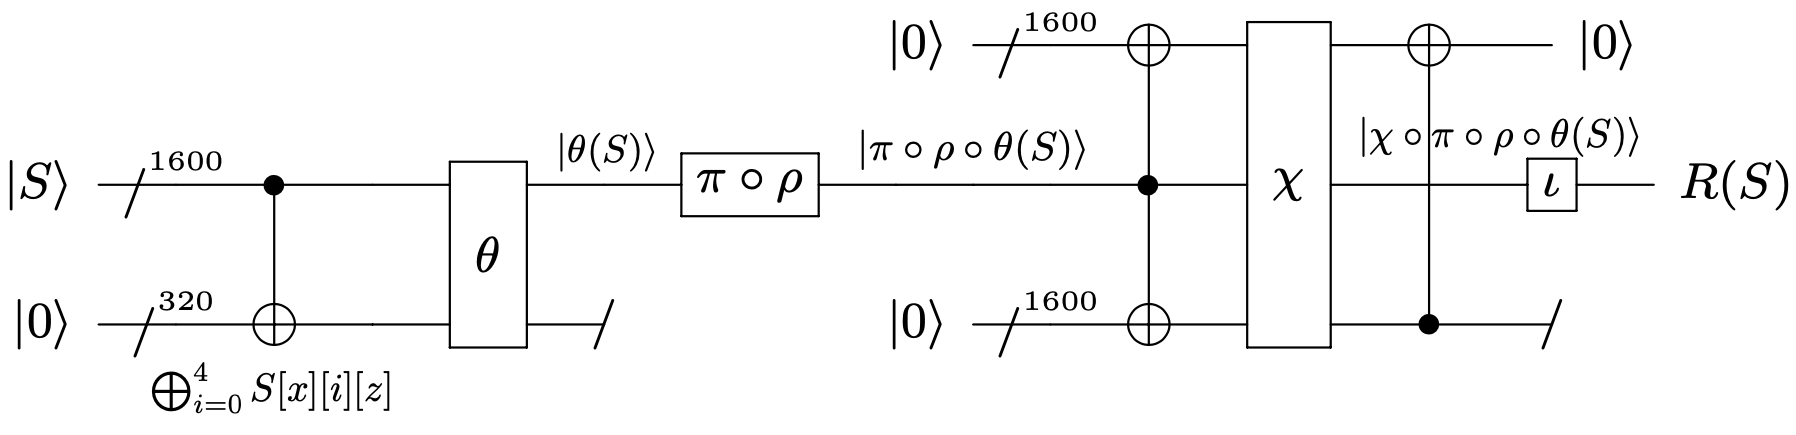 |0⟩ 1600 |0⟩
|S⟩ 1600 θ |θ(S)⟩ π ∘ ρ |π ∘ ρ ∘ θ(S)⟩ χ |χ ∘ π ∘ ρ ∘ θ(S)⟩ ι R(S)
|0⟩ 320 |0⟩ 1600
⨁⁴ᵢ₌₀ S[x][i][z]